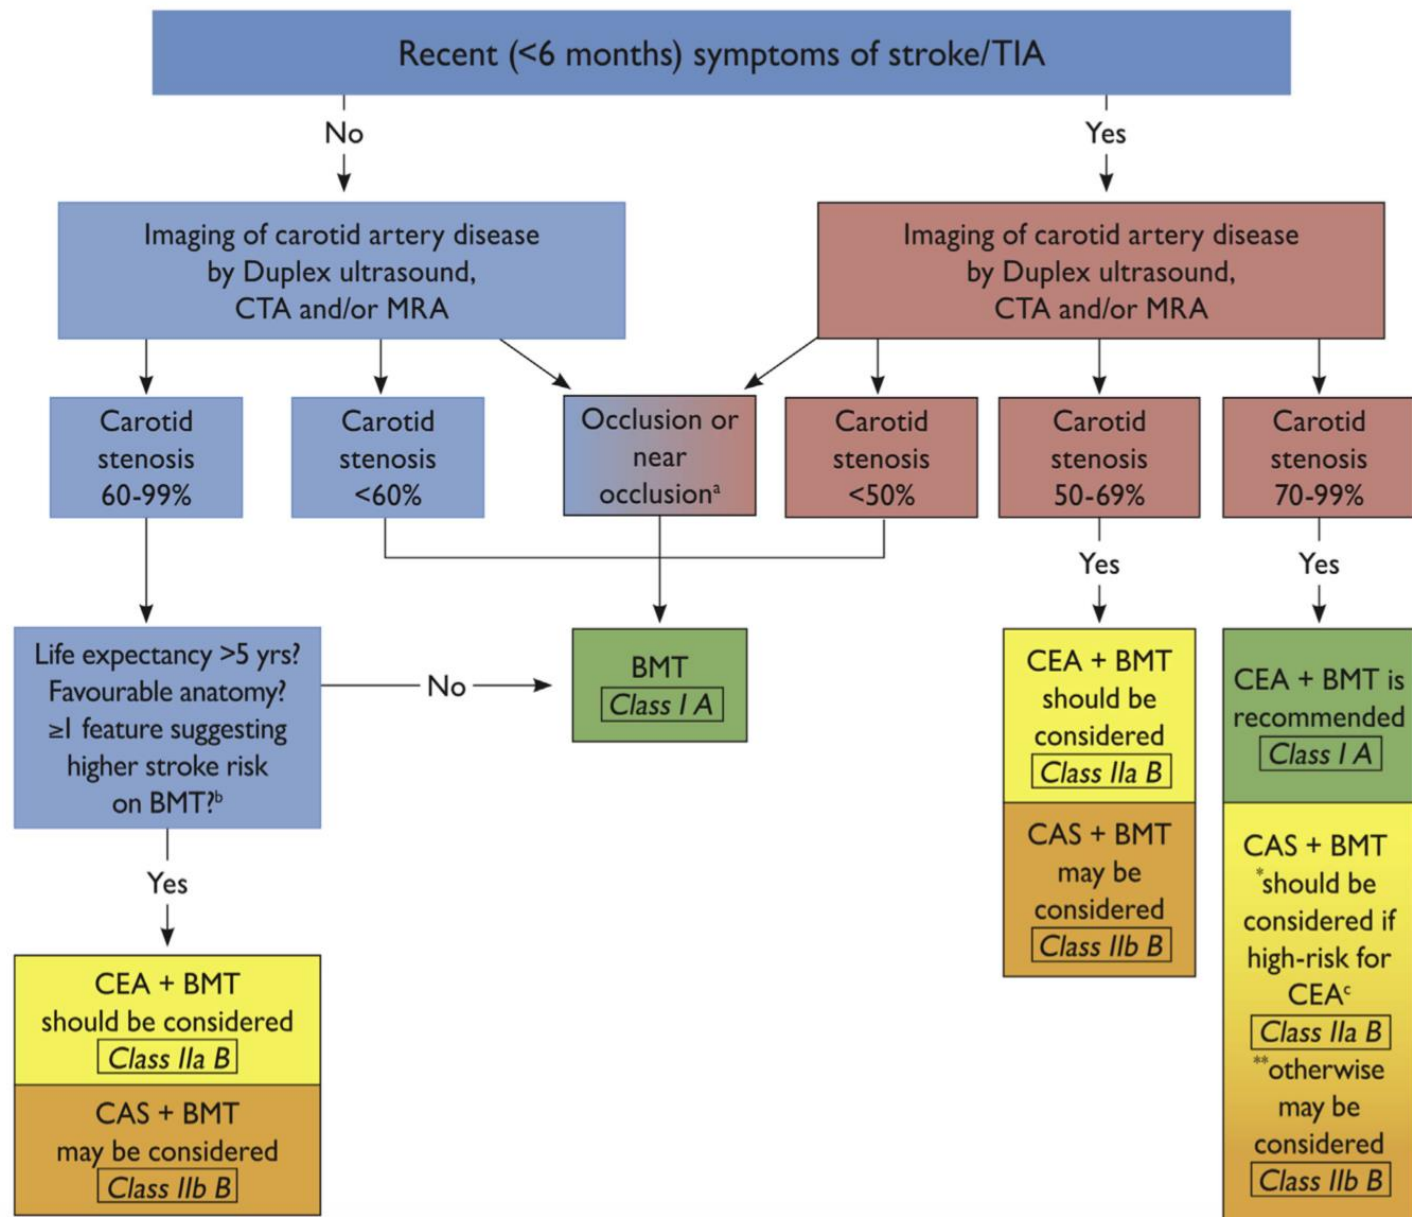 Recent (<6 months) symptoms of stroke/TIA
No
Yes
Imaging of carotid artery disease
by Duplex ultrasound,
CTA and/or MRA
Imaging of carotid artery disease
by Duplex ultrasound,
CTA and/or MRA
Carotid
stenosis
60-99%
Carotid
stenosis
<60%
Occlusion or
near
occlusionᵃ
Carotid
stenosis
<50%
Carotid
stenosis
50-69%
Carotid
stenosis
70-99%
Yes
Yes
Life expectancy >5 yrs?
Favourable anatomy?
≥1 feature suggesting
higher stroke risk
on BMT?ᵇ
No
BMT
Class I A
CEA + BMT
should be
considered
Class IIa B
CAS + BMT
may be
considered
Class IIb B
CEA + BMT is
recommended
Class I A
CAS + BMT
*should be
considered if
high-risk for
CEAᶜ
Class IIa B
**otherwise
may be
considered
Class IIb B
Yes
CEA + BMT
should be considered
Class IIa B
CAS + BMT
may be considered
Class IIb B